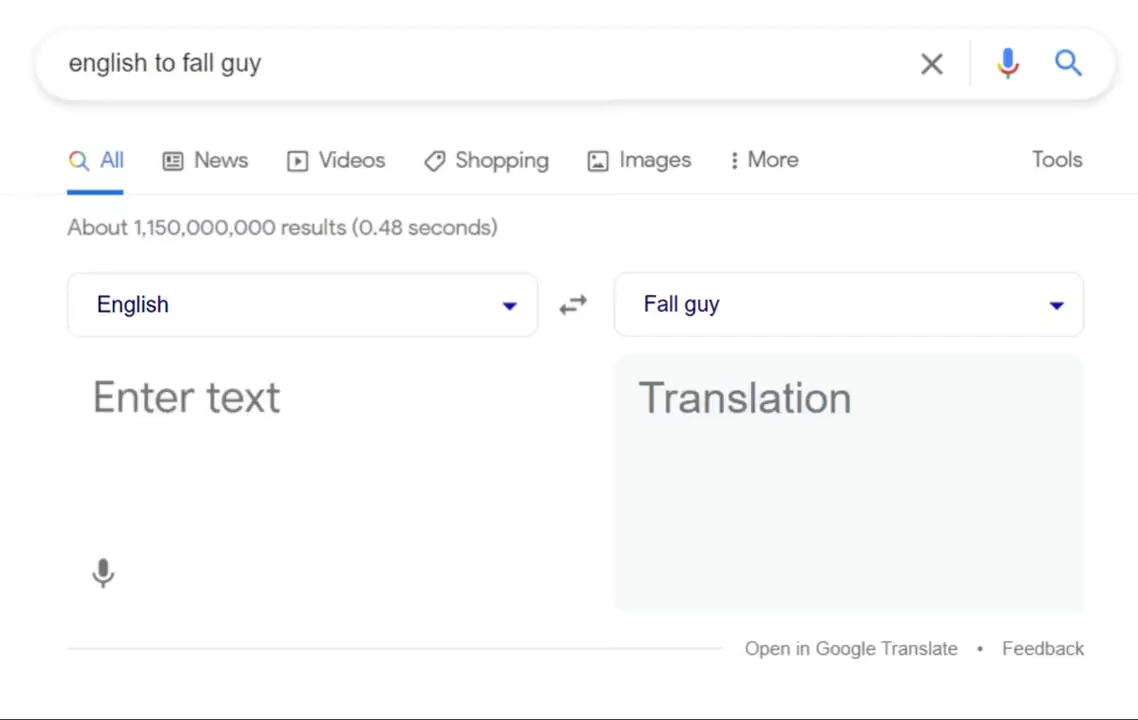 english to fall guy
All News Videos Shopping Images More Tools
About 1,150,000,000 results (0.48 seconds)
English Fall guy
Enter text Translation
Open in Google Translate • Feedback